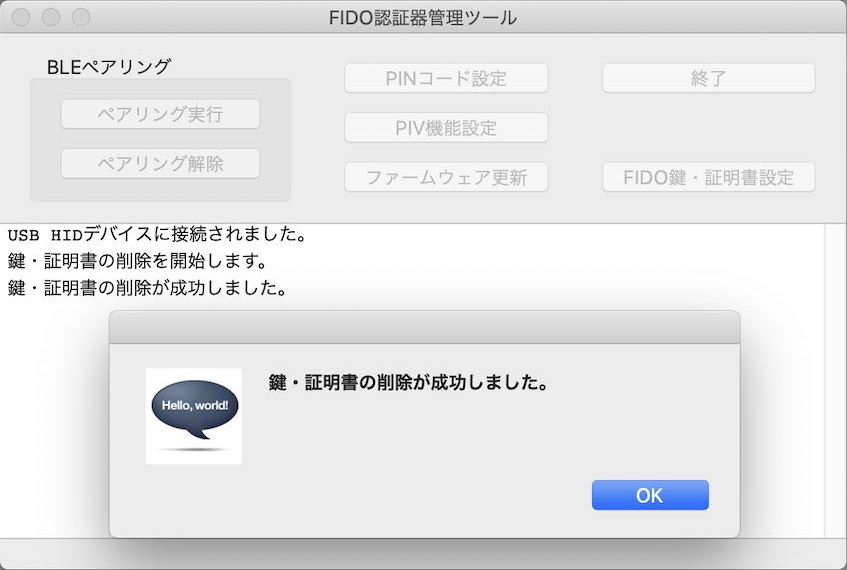 FIDO認証器管理ツール
BLEペアリング
ペアリング実行
ペアリング解除
PINコード設定
PIV機能設定
ファームウェア更新
終了
FIDO鍵・証明書設定
USB HIDデバイスに接続されました。
鍵・証明書の削除を開始します。
鍵・証明書の削除が成功しました。
Hello, world!
鍵・証明書の削除が成功しました。
OK